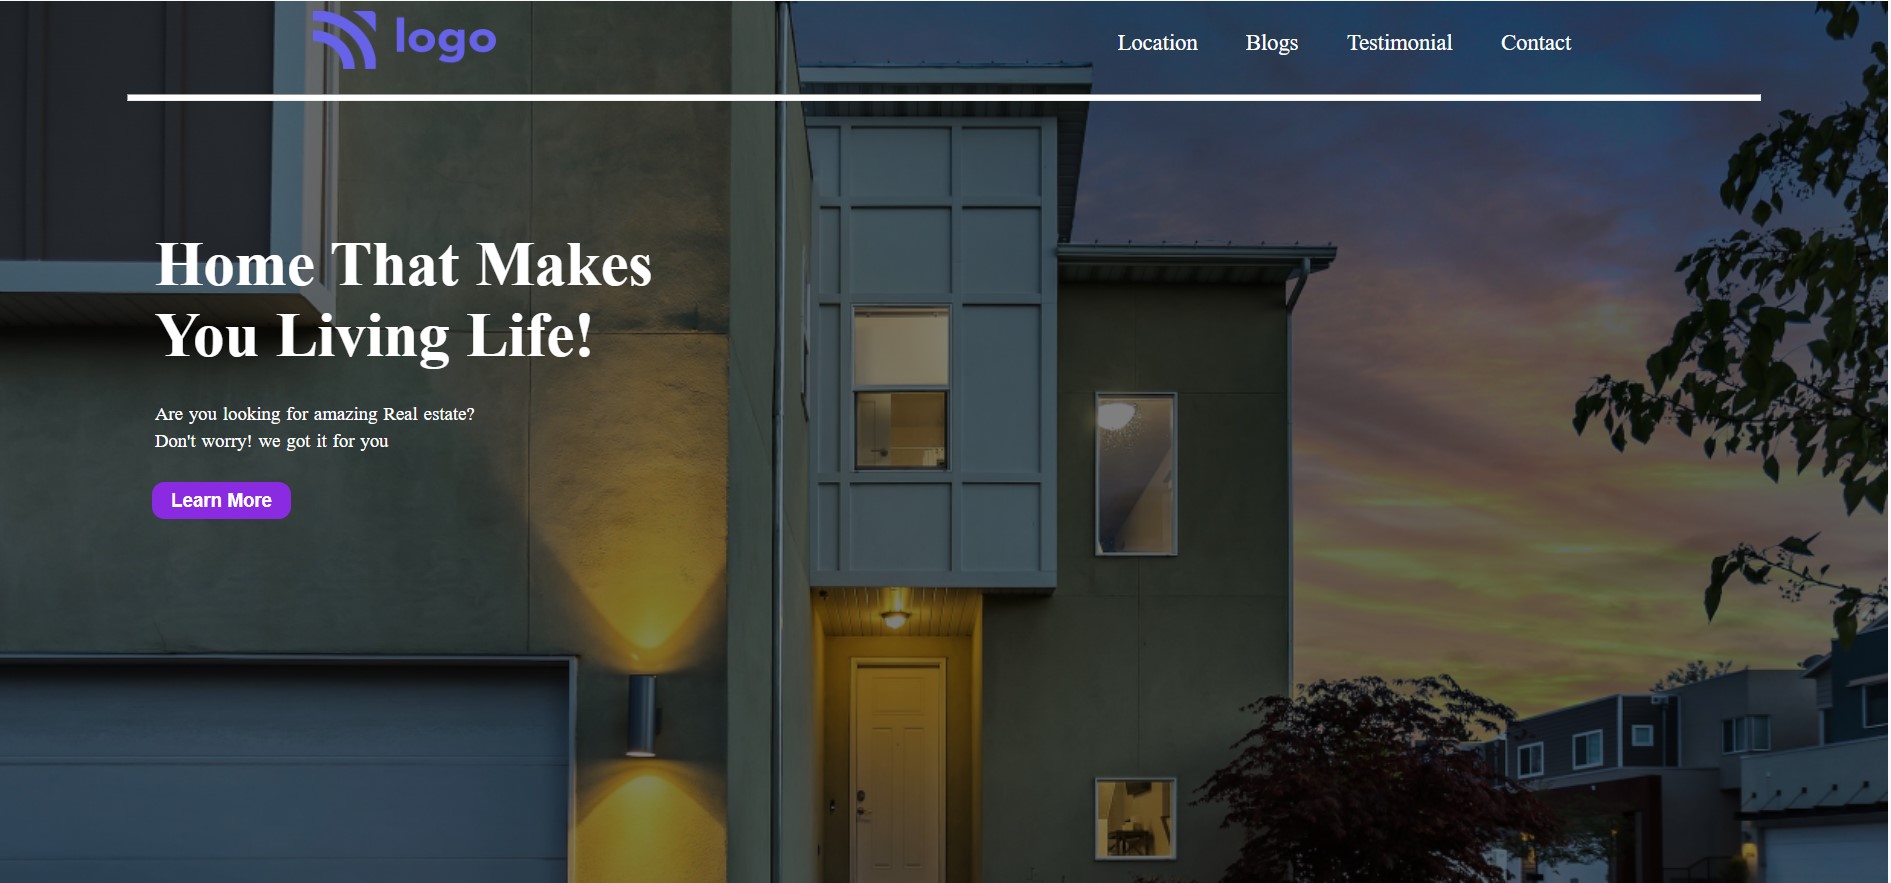 logo
Location Blogs Testimonial Contact
Home That Makes
You Living Life!
Are you looking for amazing Real estate?
Don't worry! we got it for you
Learn More